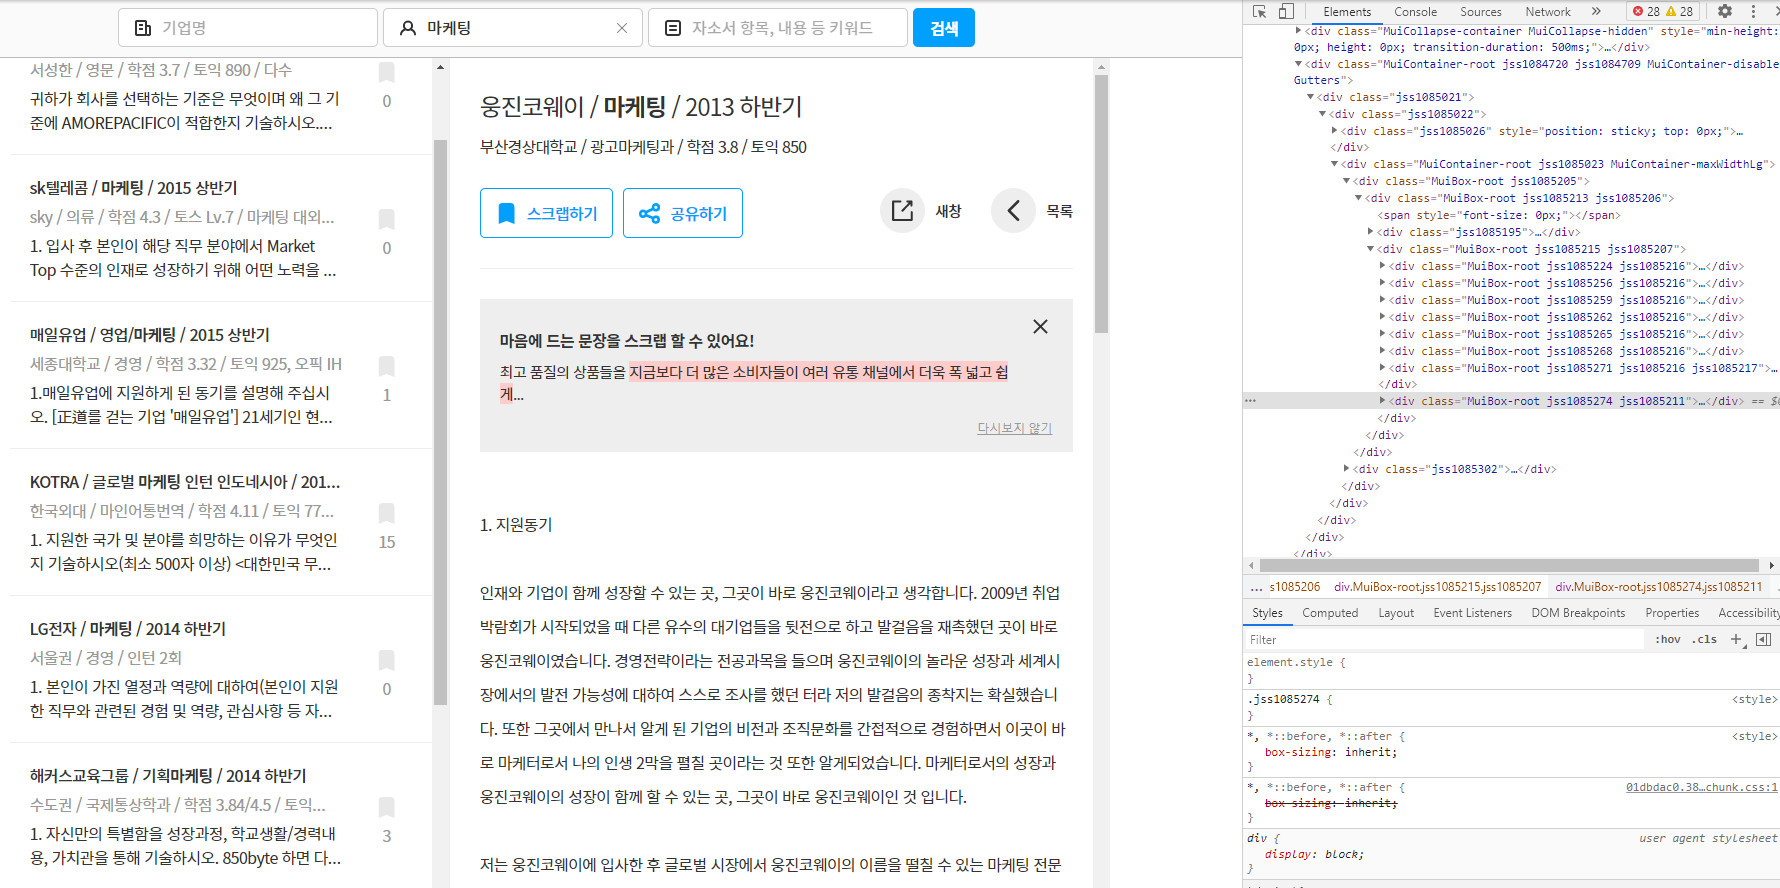 기업명
마케팅
자소서 항목, 내용 등 키워드
검색
서성한 / 영문 / 학점 3.7 / 토익 890 / 다수
0
귀하가 회사를 선택하는 기준은 무엇이며 왜 그 기
준에 AMOREPACIFIC이 적합한지 기술하시오....
sk텔레콤 / 마케팅 / 2015 상반기
sky / 의류 / 학점 4.3 / 토스 Lv.7 / 마케팅 대외...
0
1. 입사 후 본인이 해당 직무 분야에서 Market
Top 수준의 인재로 성장하기 위해 어떤 노력을 ...
매일유업 / 영업/마케팅 / 2015 상반기
세종대학교 / 경영 / 학점 3.32 / 토익 925, 오픽 IH
1
1.매일유업에 지원하게 된 동기를 설명해 주십시
오. [正道를 걷는 기업 '매일유업'] 21세기인 현...
KOTRA / 글로벌 마케팅 인턴 인도네시아 / 201...
한국외대 / 마인어통번역 / 학점 4.11 / 토익 77...
15
1. 지원한 국가 및 분야를 희망하는 이유가 무엇인
지 기술하시오(최소 500자 이상) <대한민국 무...
LG전자 / 마케팅 / 2014 하반기
서울권 / 경영 / 인턴 2회
0
1. 본인이 가진 열정과 역량에 대하여(본인이 지원
한 직무와 관련된 경험 및 역량, 관심사항 등 자...
해커스교육그룹 / 기획마케팅 / 2014 하반기
수도권 / 국제통상학과 / 학점 3.84/4.5 / 토익...
3
1. 자신만의 특별함을 성장과정, 학교생활/경력내
용, 가치관을 통해 기술하시오. 850byte 하면 다...
웅진코웨이 / 마케팅 / 2013 하반기
부산경상대학교 / 광고마케팅과 / 학점 3.8 / 토익 850
스크랩하기
공유하기
새창
목록
마음에 드는 문장을 스크랩 할 수 있어요!
최고 품질의 상품들을 지금보다 더 많은 소비자들이 여러 유통 채널에서 더욱 폭 넓고 쉽
게...
다시보지 않기
1. 지원동기
인재와 기업이 함께 성장할 수 있는 곳, 그곳이 바로 웅진코웨이라고 생각합니다. 2009년 취업
박람회가 시작되었을 때 다른 유수의 대기업들을 뒷전으로 하고 발걸음을 재촉했던 곳이 바로
웅진코웨이였습니다. 경영전략이라는 전공과목을 들으며 웅진코웨이의 놀라운 성장과 세계시
장에서의 발전 가능성에 대하여 스스로 조사를 했던 터라 저의 발걸음의 종착지는 확실했습니
다. 또한 그곳에서 만나서 알게 된 기업의 비전과 조직문화를 간접적으로 경험하면서 이곳이 바
로 마케터로서 나의 인생 2막을 펼칠 곳이라는 것 또한 알게되었습니다. 마케터로서의 성장과
웅진코웨이의 성장이 함께 할 수 있는 곳, 그곳이 바로 웅진코웨이인 것 입니다.
저는 웅진코웨이에 입사한 후 글로벌 시장에서 웅진코웨이의 이름을 떨칠 수 있는 마케팅 전문
Elements Console Sources Network » 28 28
<div class="MuiCollapse-container MuiCollapse-hidden" style="min-height:
0px; height: 0px; transition-duration: 500ms;">…</div>
<div class="MuiContainer-root jss1084720 jss1084709 MuiContainer-disable
Gutters">
<div class="jss1085021">
<div class="jss1085022">
<div class="jss1085026" style="position: sticky; top: 0px;">…
</div>
<div class="MuiContainer-root jss1085023 MuiContainer-maxWidthLg">
<div class="MuiBox-root jss1085205">
<div class="MuiBox-root jss1085213 jss1085206">
<span style="font-size: 0px;"></span>
<div class="jss1085195">…</div>
<div class="MuiBox-root jss1085215 jss1085207">
<div class="MuiBox-root jss1085224 jss1085216">…</div>
<div class="MuiBox-root jss1085256 jss1085216">…</div>
<div class="MuiBox-root jss1085259 jss1085216">…</div>
<div class="MuiBox-root jss1085262 jss1085216">…</div>
<div class="MuiBox-root jss1085265 jss1085216">…</div>
<div class="MuiBox-root jss1085268 jss1085216">…</div>
<div class="MuiBox-root jss1085271 jss1085216 jss1085217">…
</div>
<div class="MuiBox-root jss1085274 jss1085211">…</div> == $
</div>
</div>
</div>
<div class="jss1085302">…</div>
</div>
</div>
</div>
</div>
</div>
... s1085206 div.MuiBox-root.jss1085215.jss1085207 div.MuiBox-root.jss1085274.jss1085211
Styles Computed Layout Event Listeners DOM Breakpoints Properties Accessibility
Filter :hov .cls +
element.style {
}
.jss1085274 { <style>
}
*, *::before, *::after { <style>
box-sizing: inherit;
}
*, *::before, *::after { 01dbdac0.38…chunk.css:1
box-sizing: inherit;
}
div { user agent stylesheet
display: block;
}